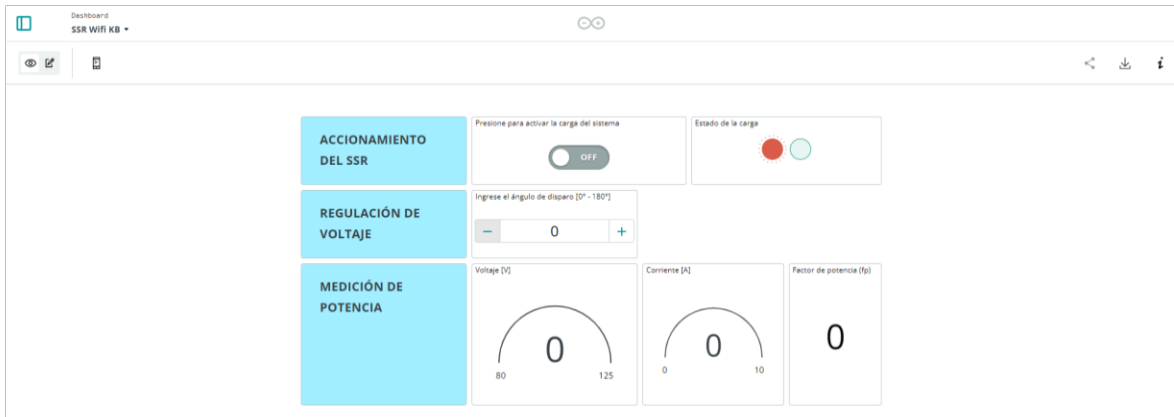 Dashboard
SSR Wifi KB
ACCIONAMIENTO
DEL SSR
Presione para activar la carga del sistema
OFF
Estado de la carga
REGULACIÓN DE
VOLTAJE
Ingrese el ángulo de disparo [0° - 180°]
− 0 +
MEDICIÓN DE
POTENCIA
Voltaje [V]
0
80 125
Corriente [A]
0
0 10
Factor de potencia (fp)
0